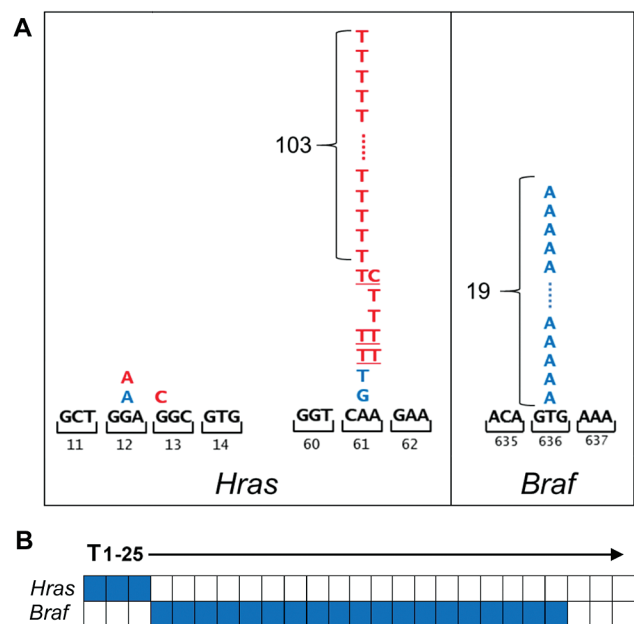 A
T
T
T
T
T
103
T
T
T
T
T
TC
T
T
TT
TT
T
G
A
A
C
GCT GGA GGC GTG
11 12 13 14
GGT CAA GAA
60 61 62
Hras
A
A
A
A
A
19
A
A
A
A
A
ACA GTG AAA
635 636 637
Braf
B
T1-25
Hras
Braf